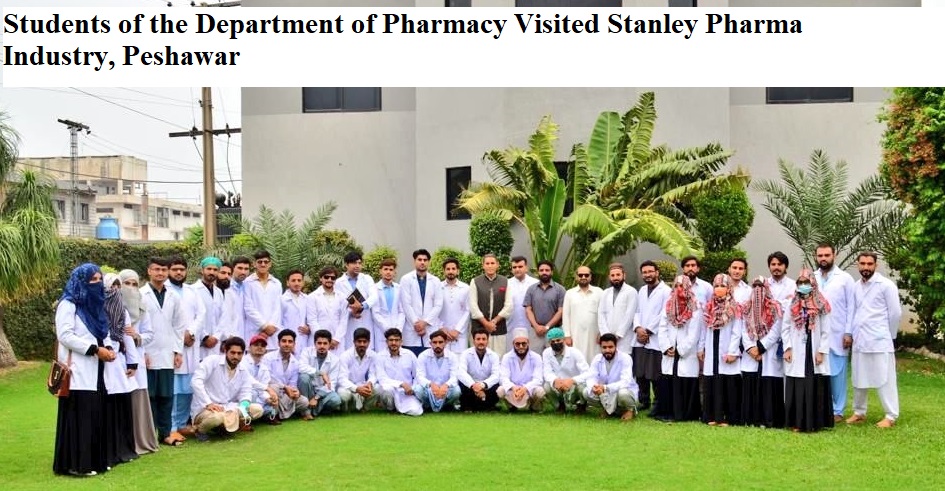 Students of the Department of Pharmacy Visited Stanley Pharma
Industry, Peshawar